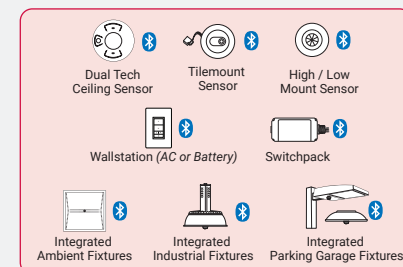 Dual Tech
Ceiling Sensor
Tilemount
Sensor
High / Low
Mount Sensor
Wallstation (AC or Battery)
Switchpack
Integrated
Ambient Fixtures
Integrated
Industrial Fixtures
Integrated
Parking Garage Fixtures